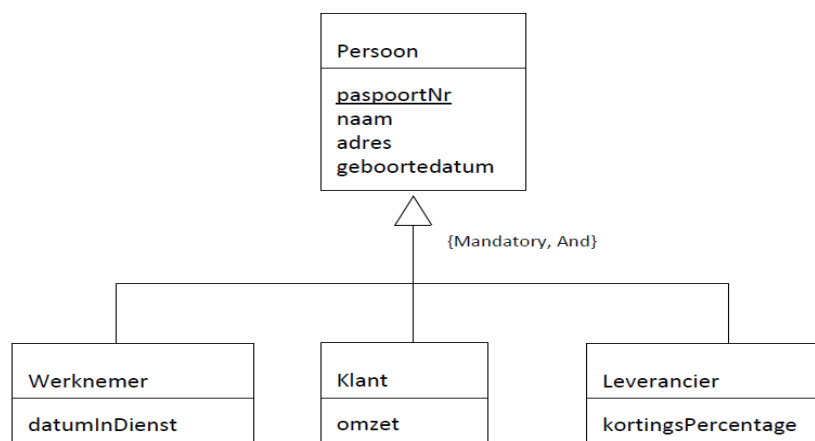 Persoon
paspoortNr
naam
adres
geboortedatum
{Mandatory, And}
Werknemer
datumInDienst
Klant
omzet
Leverancier
kortingsPercentage